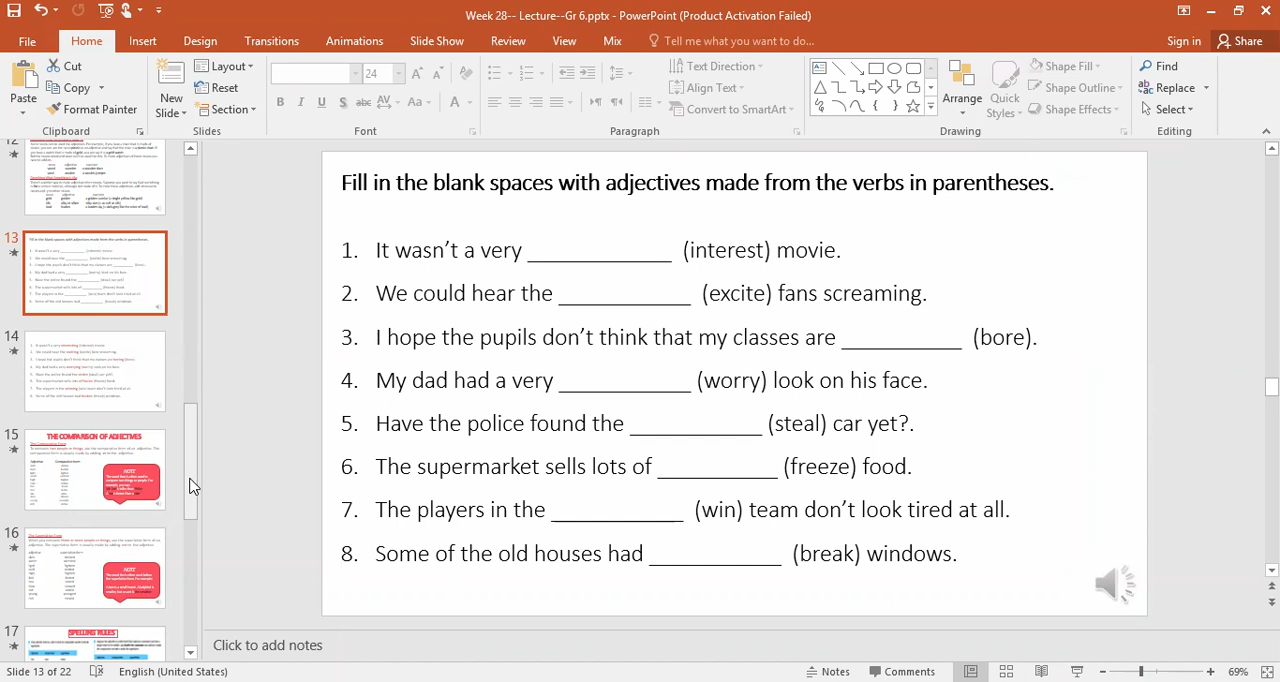 Week 28-- Lecture--Gr 6.pptx - PowerPoint (Product Activation Failed)
File Home Insert Design Transitions Animations Slide Show Review View Mix Tell me what you want to do... Sign in Share
Paste
Cut
Copy
Format Painter
Clipboard
New Slide
Layout
Reset
Section
Slides
24
B I U S abc AV Aa A
Font
Paragraph
Text Direction
Align Text
Convert to SmartArt
Arrange
Quick Styles
Shape Fill
Shape Outline
Shape Effects
Drawing
Find
Replace
Select
Editing
12
13
14
15
THE COMPARISON OF ADJECTIVES
NOTE
16
NOTE
17
SPELLING RULES
Fill in the blank spaces with adjectives made from the verbs in parentheses.
1. It wasn't a very ____________ (interest) movie.
2. We could hear the ____________ (excite) fans screaming.
3. I hope the pupils don't think that my classes are __________ (bore).
4. My dad had a very ___________ (worry) look on his face.
5. Have the police found the ___________ (steal) car yet?.
6. The supermarket sells lots of __________ (freeze) food.
7. The players in the ___________ (win) team don't look tired at all.
8. Some of the old houses had ___________ (break) windows.
Click to add notes
Slide 13 of 22 English (United States) Notes Comments 69%